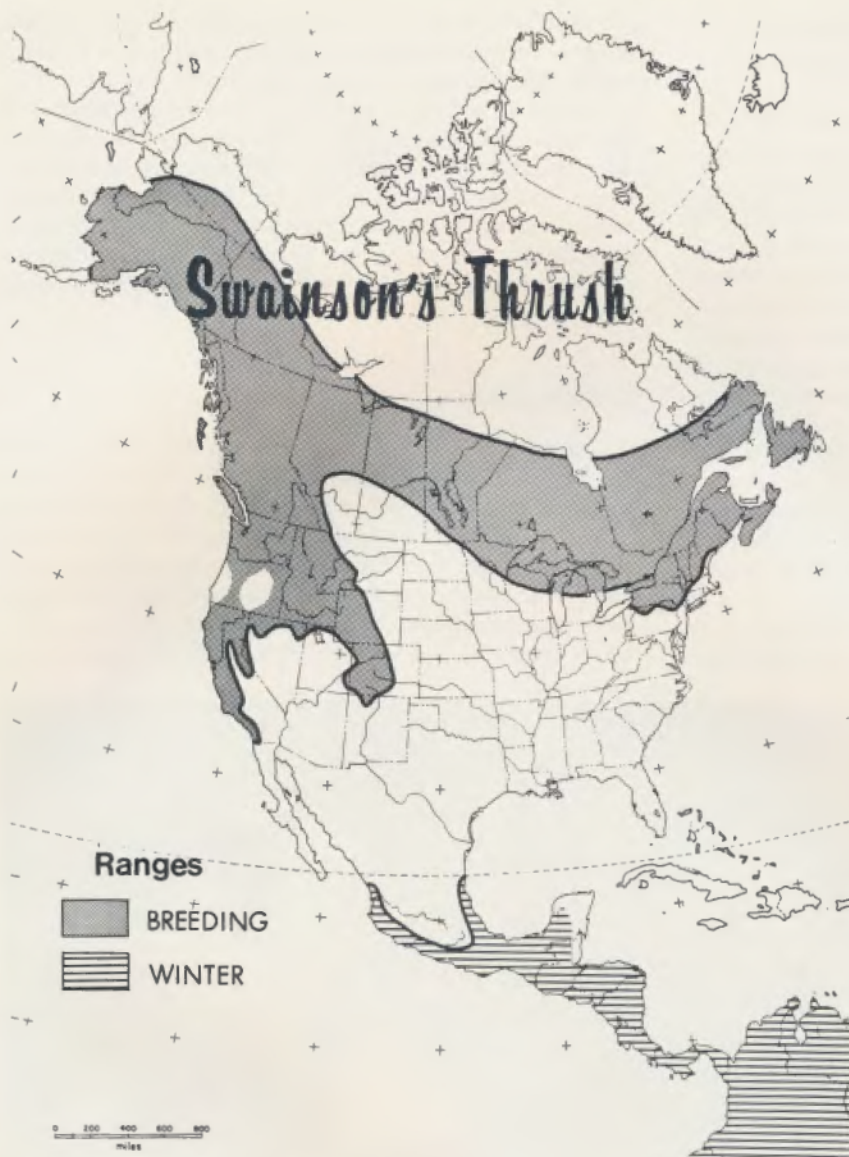 Swainson's Thrush
Ranges
BREEDING
WINTER
0 200 400 600 800
miles